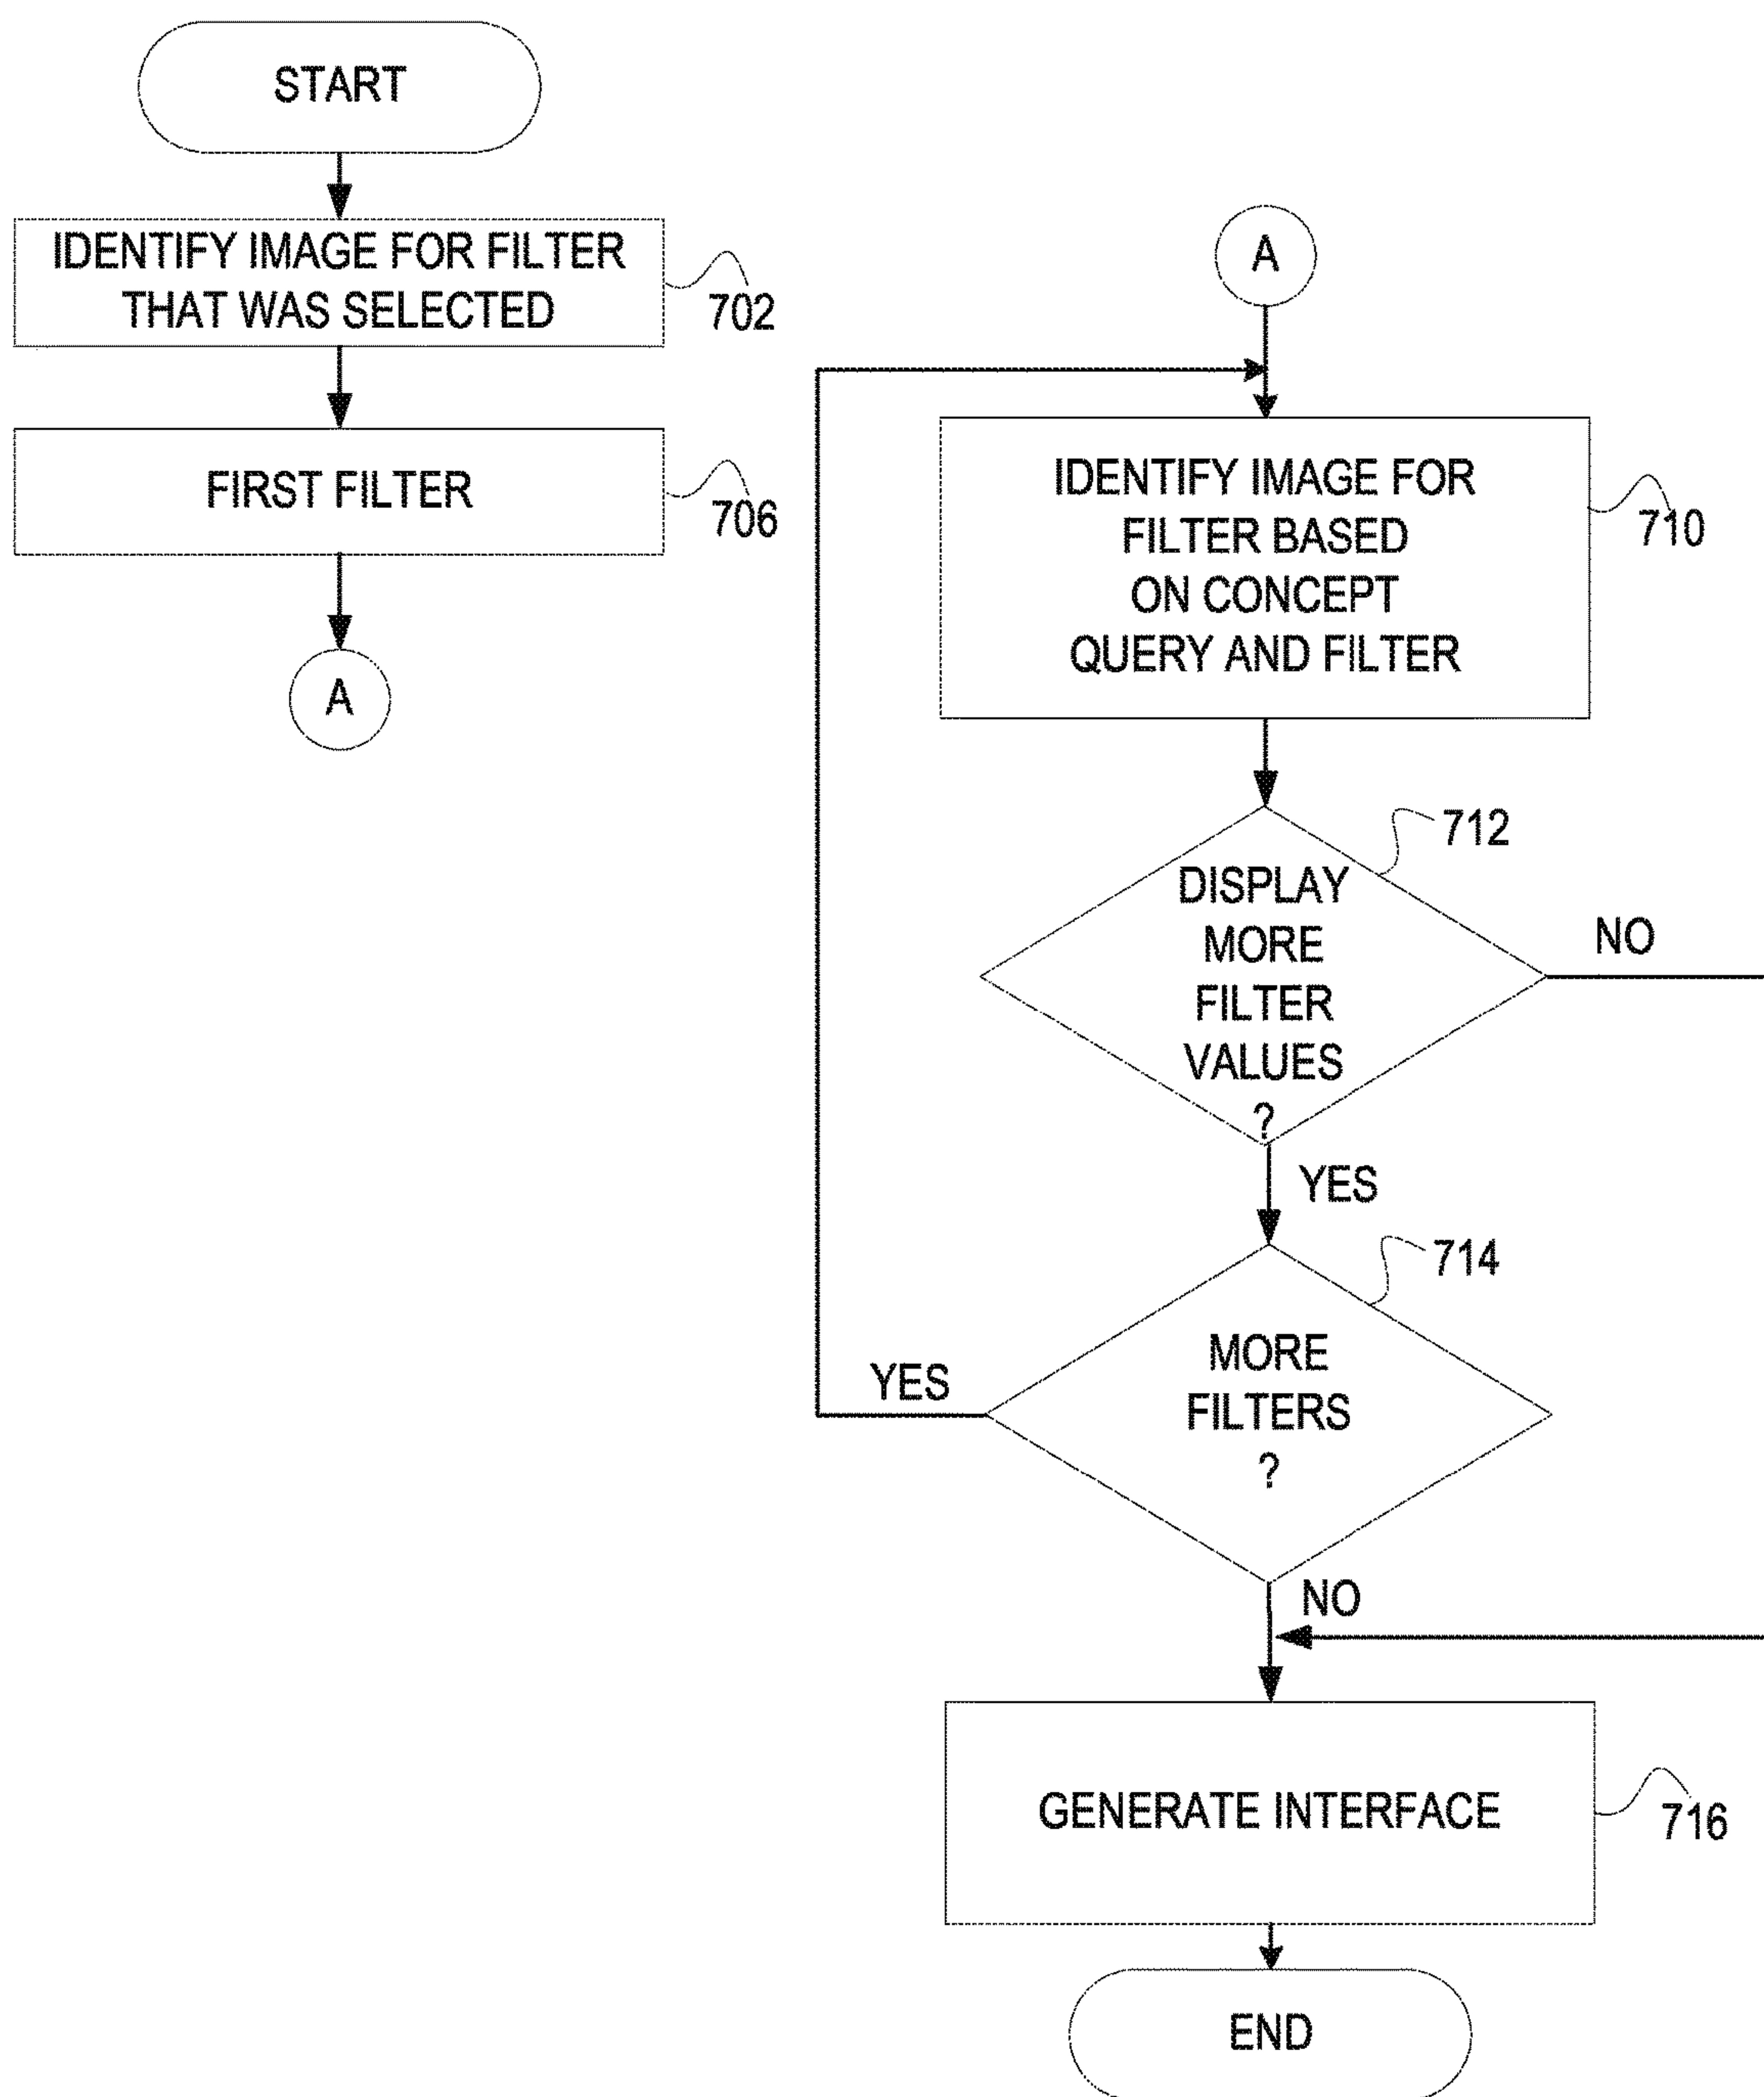 START
IDENTIFY IMAGE FOR FILTER
THAT WAS SELECTED
702
FIRST FILTER
706
A
A
IDENTIFY IMAGE FOR
FILTER BASED
ON CONCEPT
QUERY AND FILTER
710
712
DISPLAY
MORE
FILTER
VALUES
?
NO
YES
714
MORE
FILTERS
?
YES
NO
GENERATE INTERFACE
716
END